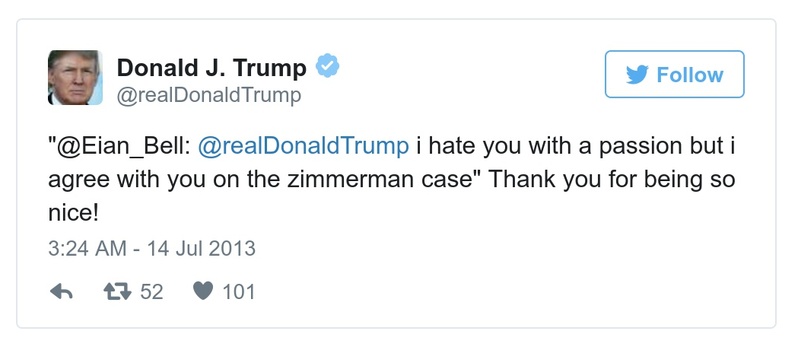 Donald J. Trump
@realDonaldTrump
Follow
"@Eian_Bell: @realDonaldTrump i hate you with a passion but i
agree with you on the zimmerman case" Thank you for being so
nice!
3:24 AM - 14 Jul 2013
52 101